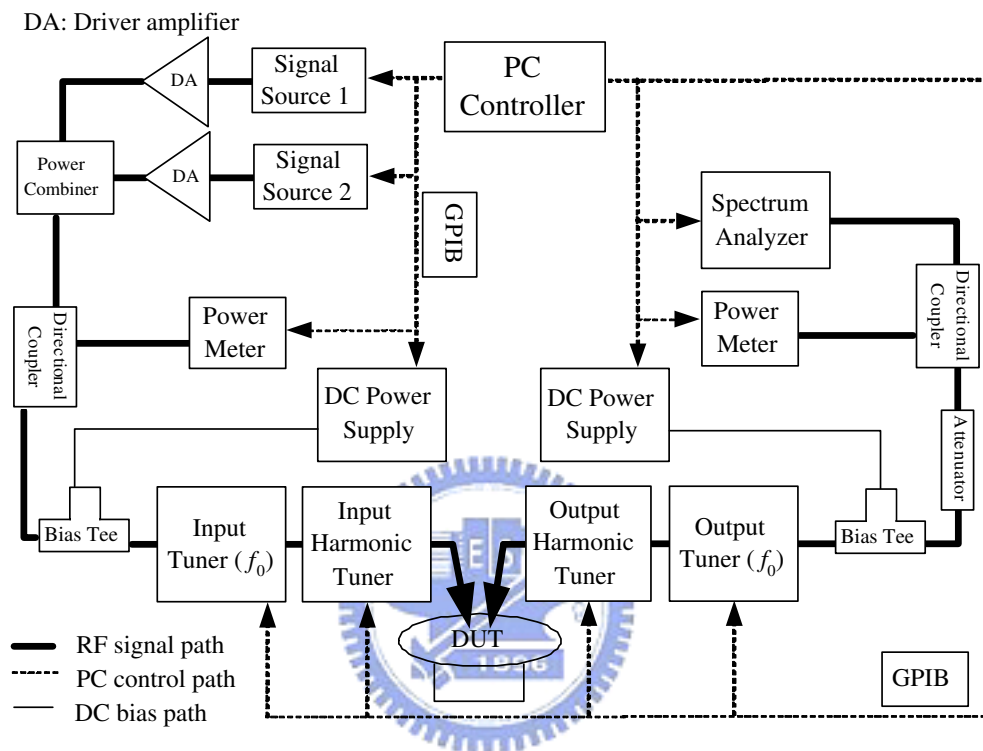 DA: Driver amplifier
DA
Signal
Source 1
PC
Controller
Power
Combiner
DA
Signal
Source 2
GPIB
Spectrum
Analyzer
Directional
Coupler
Power
Meter
Power
Meter
Directional
Coupler
DC Power
Supply
DC Power
Supply
Attenuator
Bias Tee
Input
Tuner (f0)
Input
Harmonic
Tuner
Output
Harmonic
Tuner
Output
Tuner (f0)
Bias Tee
DUT
1896
RF signal path
PC control path
DC bias path
GPIB